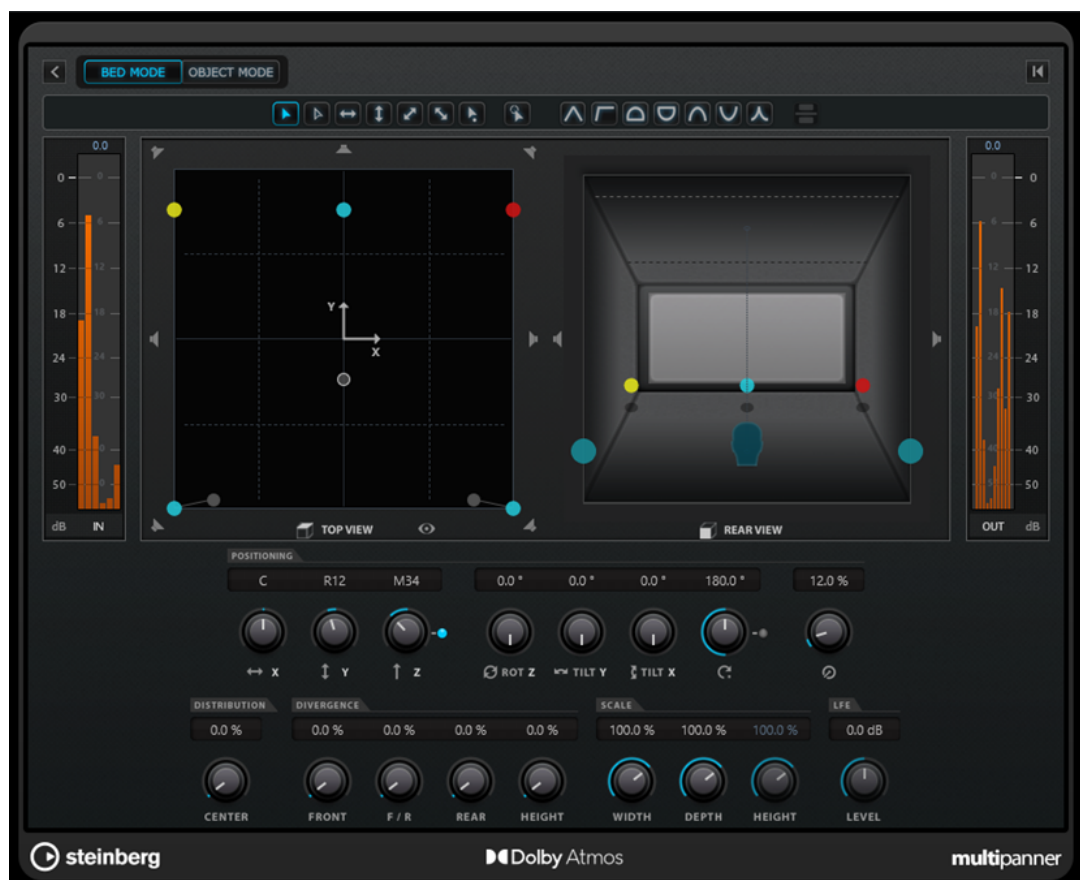 BED MODE OBJECT MODE
0.0 0.0
0 0 0 0
6 6 6 6
12 12 12 12
18 18 18 18
24 24 24 24
30 30 30 30
40 40
50 50
Y
X
dB IN TOP VIEW REAR VIEW OUT dB
POSITIONING
C R12 M34 0.0 ° 0.0 ° 0.0 ° 180.0 ° 12.0 %
X Y Z ROT Z TILT Y TILT X
DISTRIBUTION DIVERGENCE SCALE LFE
0.0 % 0.0 % 0.0 % 0.0 % 0.0 % 100.0 % 100.0 % 100.0 % 0.0 dB
CENTER FRONT F / R REAR HEIGHT WIDTH DEPTH HEIGHT LEVEL
steinberg Dolby Atmos multipanner